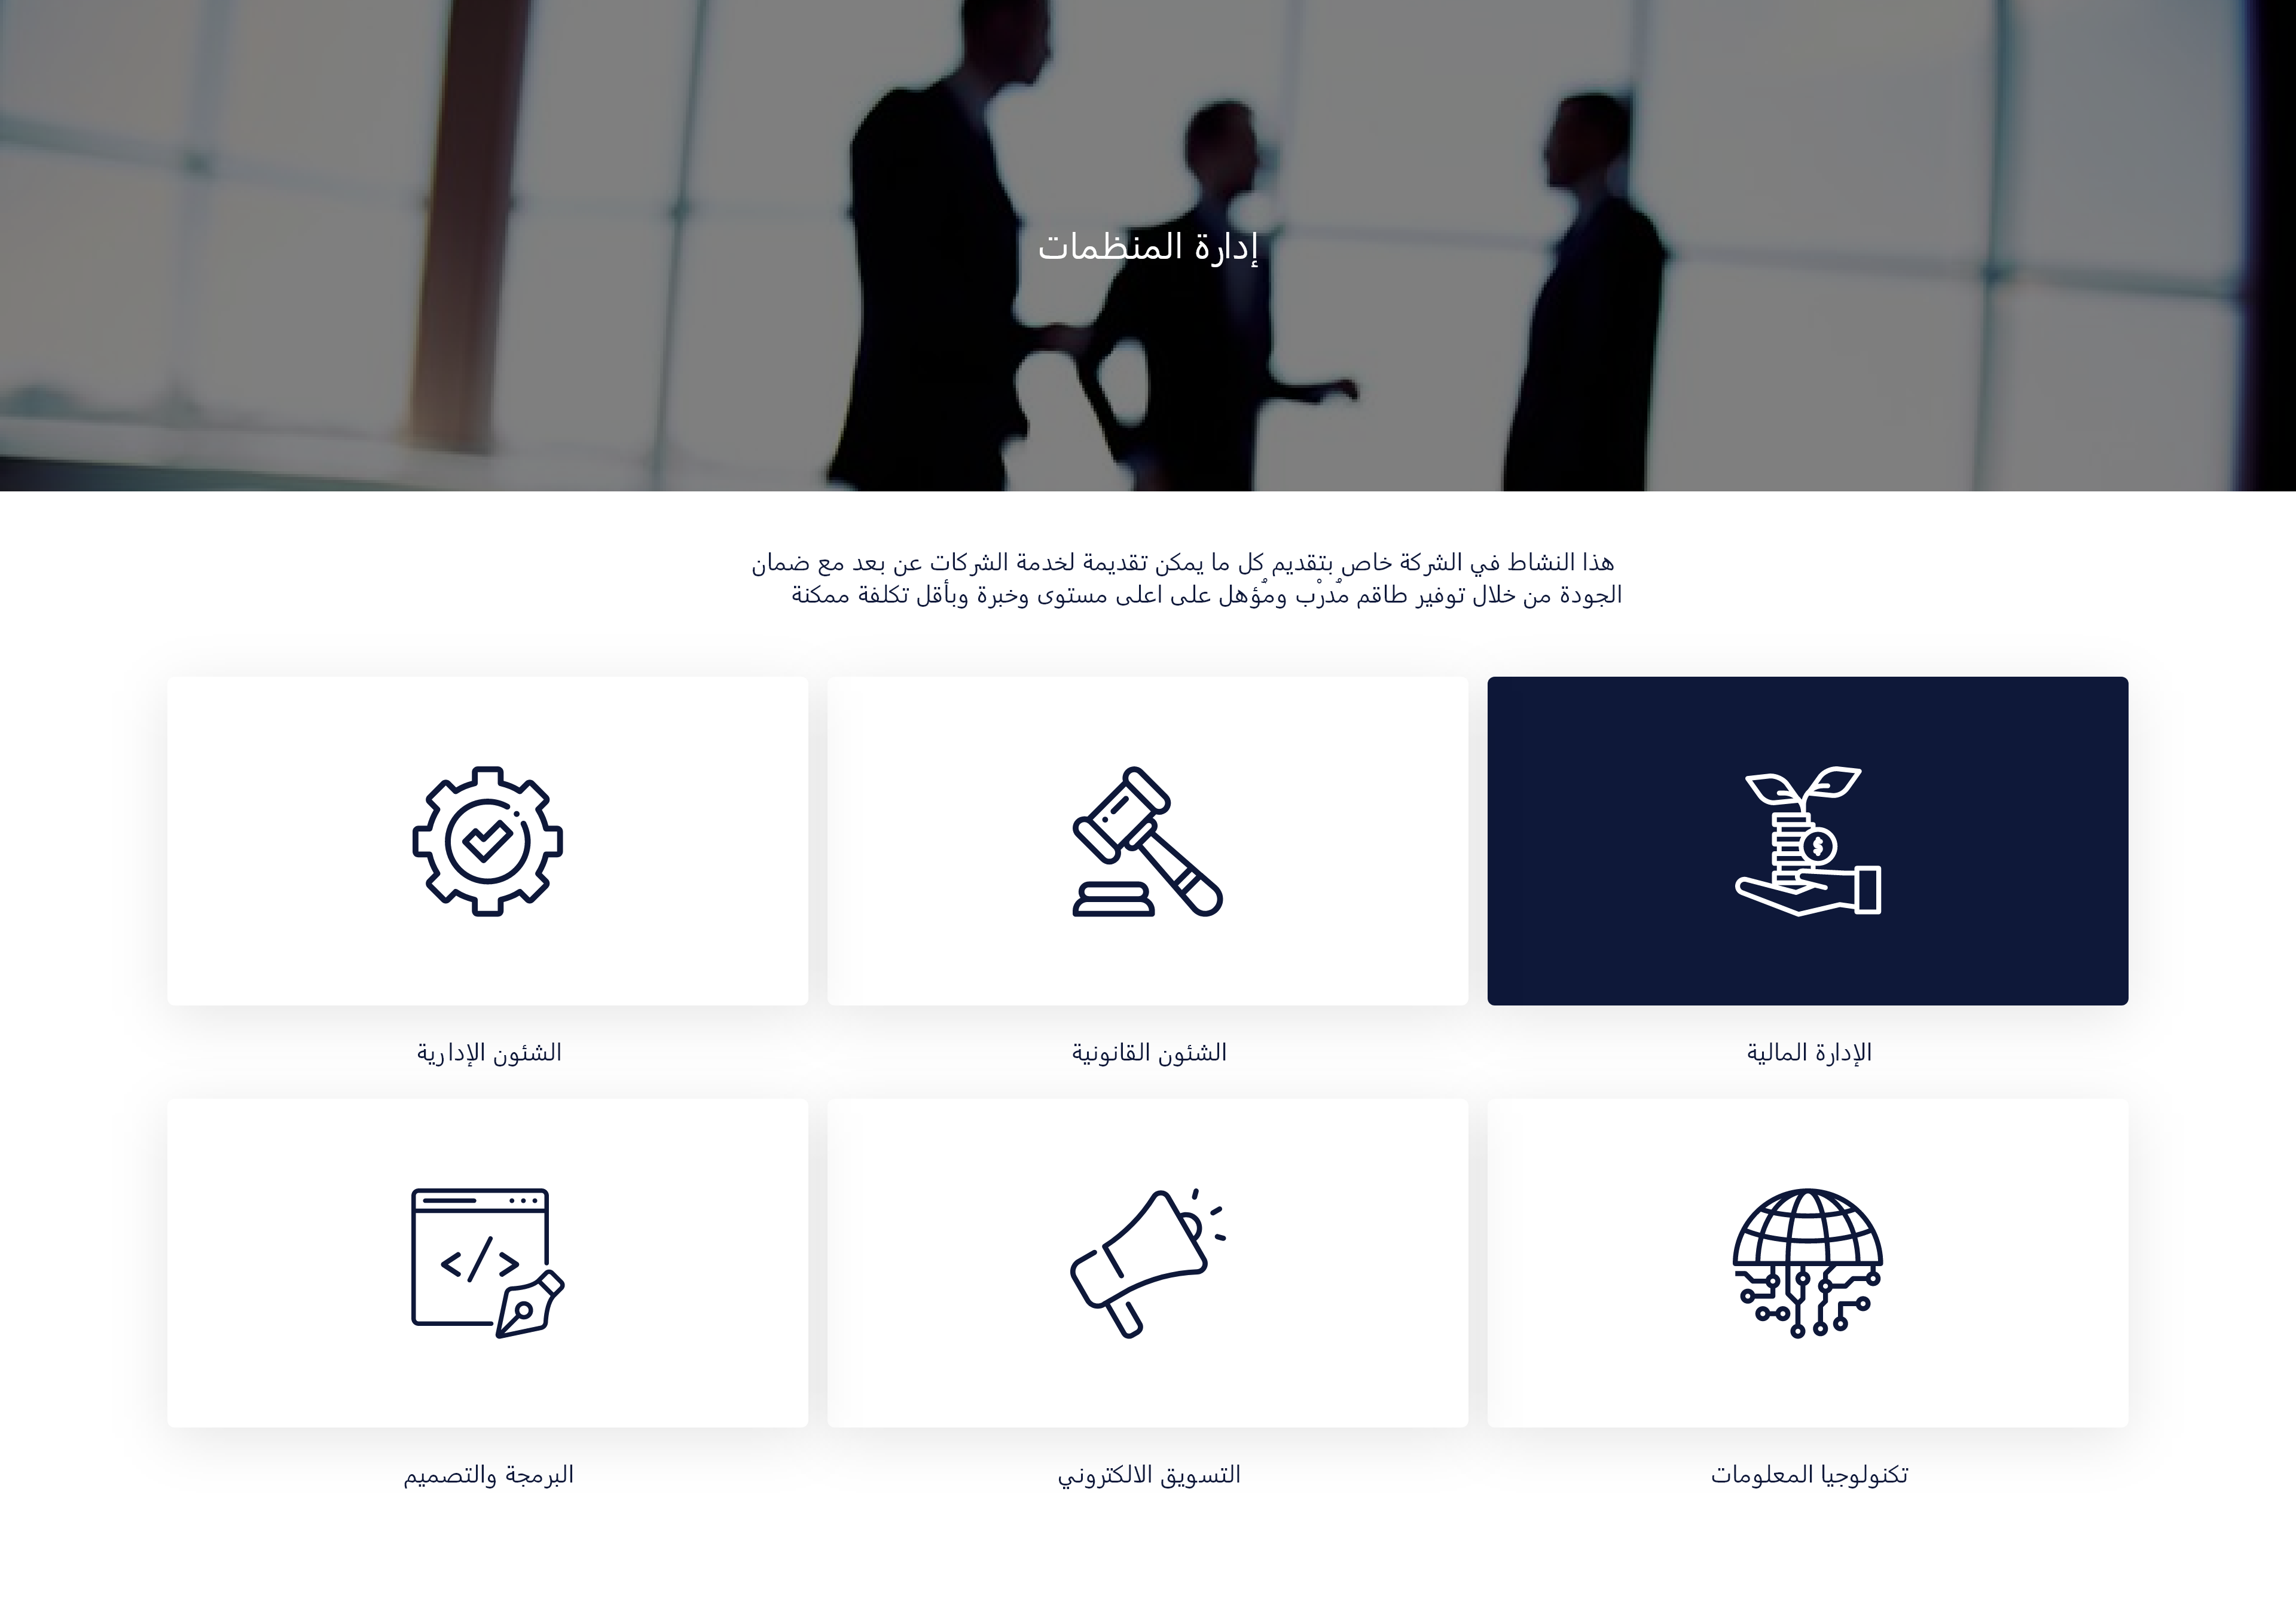 إدارة المنظمات
هذا النشاط في الشركة خاص بتقديم كل ما يمكن تقديمة لخدمة الشركات عن بعد مع ضمان
الجودة من خلال توفير طاقم مُدرْب ومُؤهل على اعلى مستوى وخبرة وبأقل تكلفة ممكنة
الإدارة المالية
الشئون القانونية
الشئون الإدارية
تكنولوجيا المعلومات
التسويق الالكتروني
البرمجة والتصميم